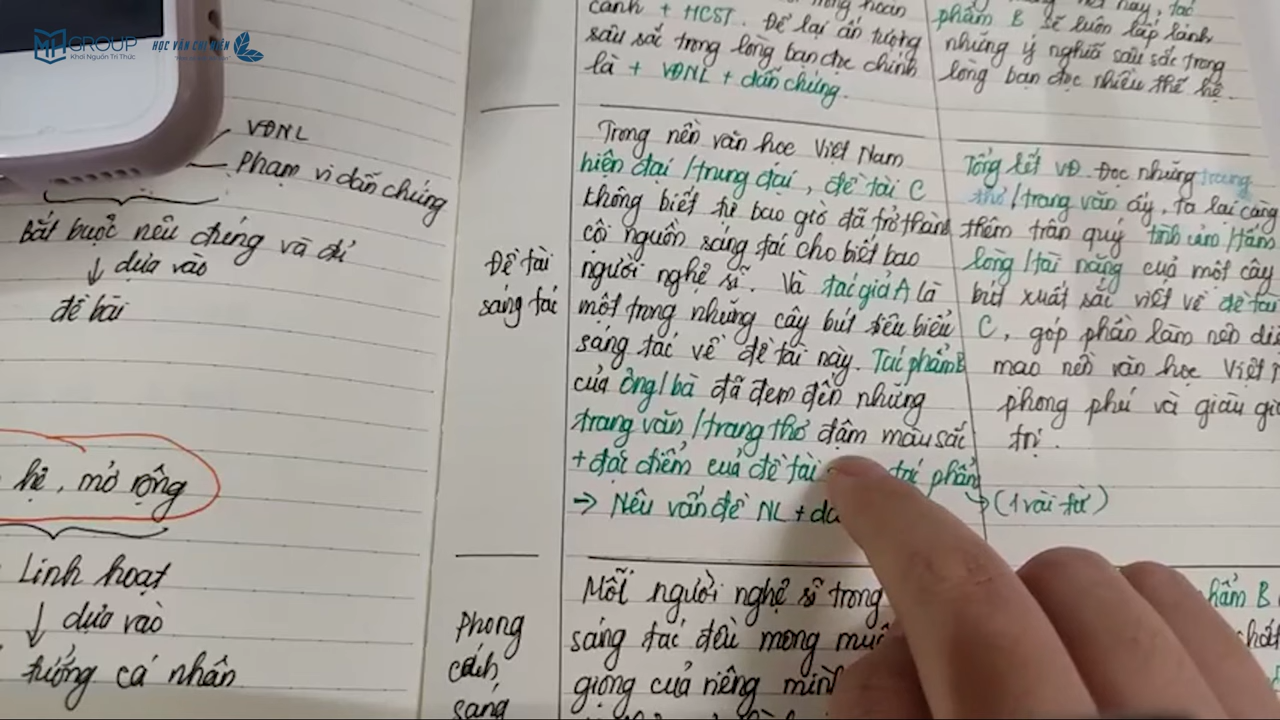 MH GROUP
Khơi Nguồn Tri Thức
HỌC VĂN CHỊ HIÊN
VĐNL
Phạm vi dẫn chứng
Bắt buộc nêu đúng và đủ
↓ dựa vào
đề bài
hệ, mở rộng
Linh hoạt
↓ dựa vào
hướng cá nhân
cảnh + HCST. Để lại ấn tượng
sâu sắc trong lòng bạn đọc chính
là + VĐNL + dẫn chứng.
phẩm B sẽ luôn lấp lánh
những ý nghĩa sâu sắc trong
lòng bạn đọc nhiều thế hệ.
Đề tài
sáng tác
Trong nền văn học Việt Nam
hiện đại / trung đại, đề tài C
không biết tự bao giờ đã trở thành
cội nguồn sáng tác cho biết bao
người nghệ sĩ. Và tác giả A là
một trong những cây bút tiêu biểu
sáng tác về đề tài này. Tác phẩm B
của ông / bà đã đem đến những
trang văn / trang thơ đậm màu sắc
+ đặc điểm của đề tài tác phẩm
→ (1 vài từ)
→ Nêu vấn đề NL +
Tổng kết VĐ. Đọc những trang
thơ / trang văn ấy, ta lại càng
thêm trân quý tình cảm / tấm
lòng / tài năng của một cây
bút xuất sắc viết về đề tài
C, góp phần làm nên
mạo nền văn học Việt
phong phú và giàu
trị.
Phong
cách
sáng
Mỗi người nghệ sĩ trong
sáng tác đều mong
giọng của riêng
phẩm B